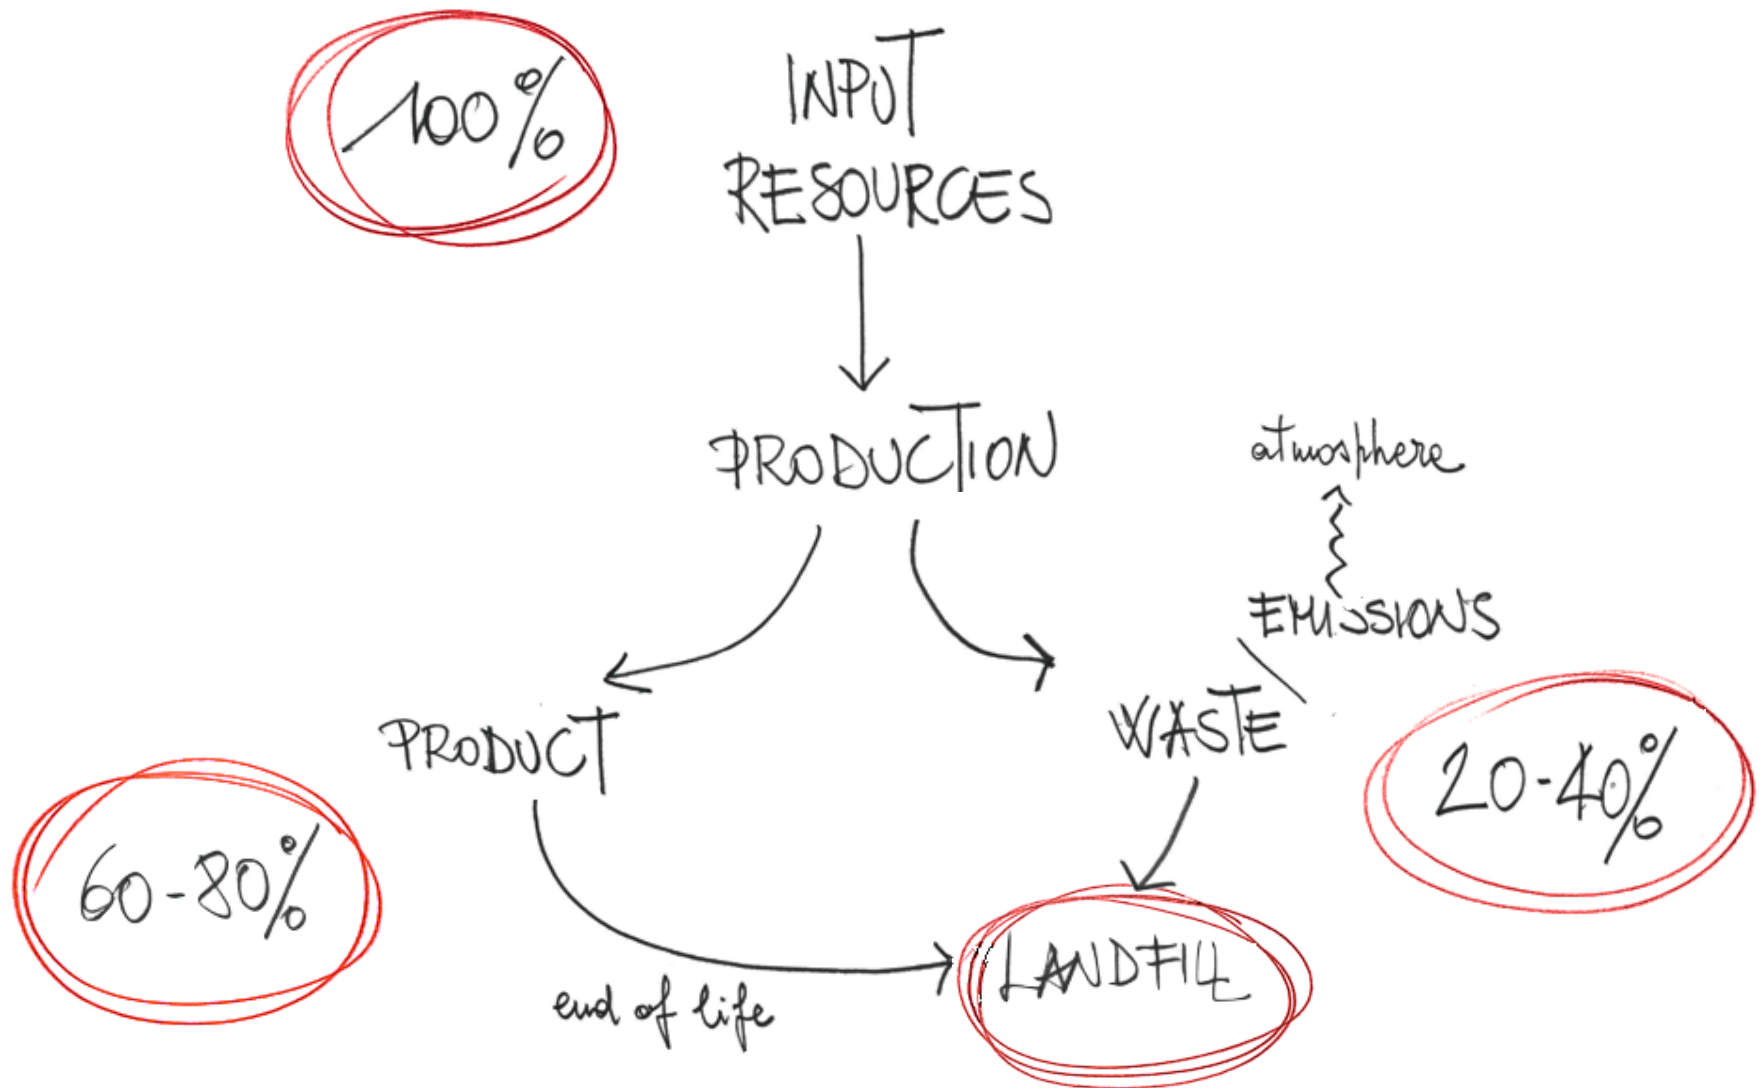 100%
INPUT
RESOURCES
PRODUCTION
atmosphere
EMISSIONS
PRODUCT
WASTE
20-40%
60-80%
LANDFILL
end of life